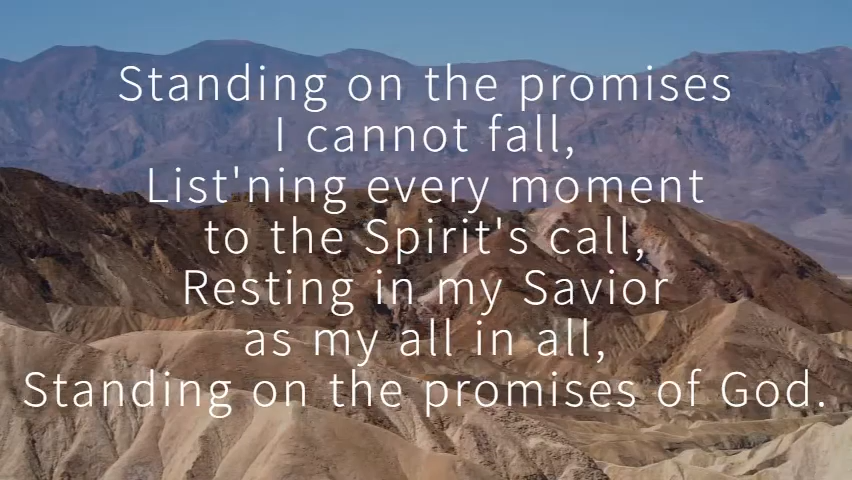 Standing on the promises
I cannot fall,
List'ning every moment
to the Spirit's call,
Resting in my Savior
as my all in all,
Standing on the promises of God.